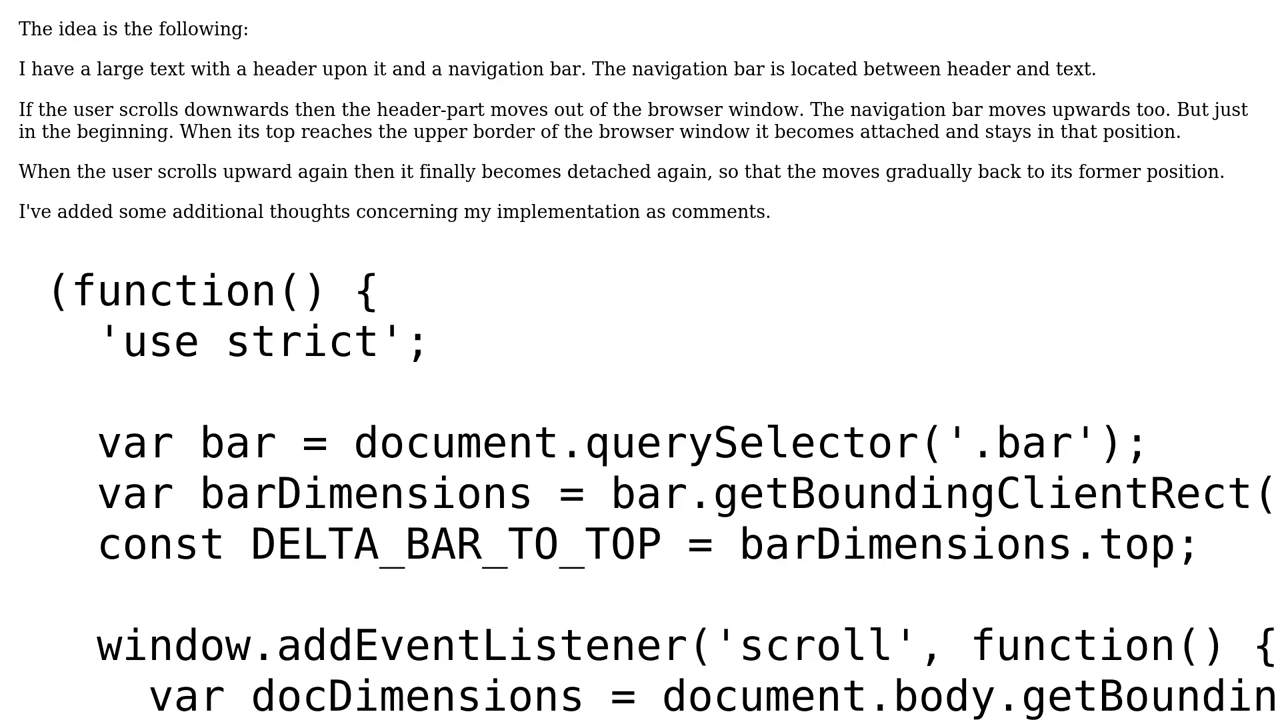 The idea is the following:
I have a large text with a header upon it and a navigation bar. The navigation bar is located between header and text.
If the user scrolls downwards then the header-part moves out of the browser window. The navigation bar moves upwards too. But just
in the beginning. When its top reaches the upper border of the browser window it becomes attached and stays in that position.
When the user scrolls upward again then it finally becomes detached again, so that the moves gradually back to its former position.
I've added some additional thoughts concerning my implementation as comments.
(function() {
  'use strict';
  var bar = document.querySelector('.bar');
  var barDimensions = bar.getBoundingClientRect(
  const DELTA_BAR_TO_TOP = barDimensions.top;
  window.addEventListener('scroll', function() {
    var docDimensions = document.body.getBoundin